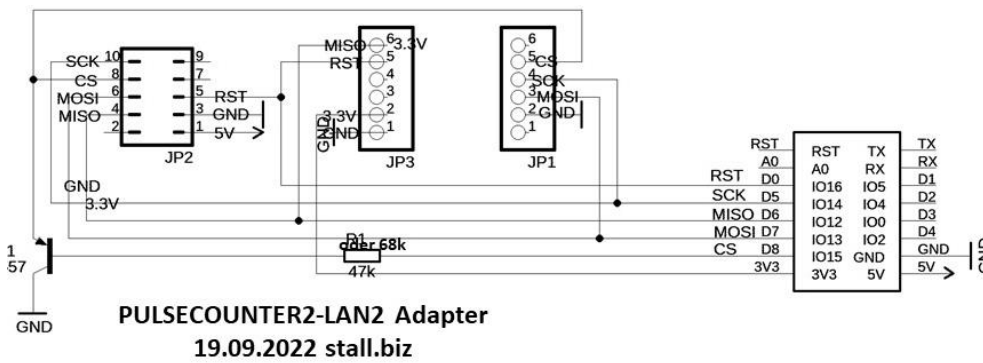 MISO 6 3.3V 6
10 9 RST 5 5 CS
SCK 8 7 4 4 SCK
CS 6 5 RST 3 3 MOSI
MOSI 4 3 GND 3.3V 2 2 GND
MISO 2 1 5V GND GND 1 1
JP2 JP3 JP1
RST RST TX TX
A0 A0 RX RX
RST D0 IO16 IO5 D1
GND SCK D5 IO14 IO4 D2
3.3V MISO D6 IO12 IO0 D3
MOSI D7 IO13 IO2 D4
1 oder 68k CS D8 IO15 GND GND GND
57 47k 3V3 3V3 5V 5V
GND
PULSECOUNTER2-LAN2 Adapter
19.09.2022 stall.biz